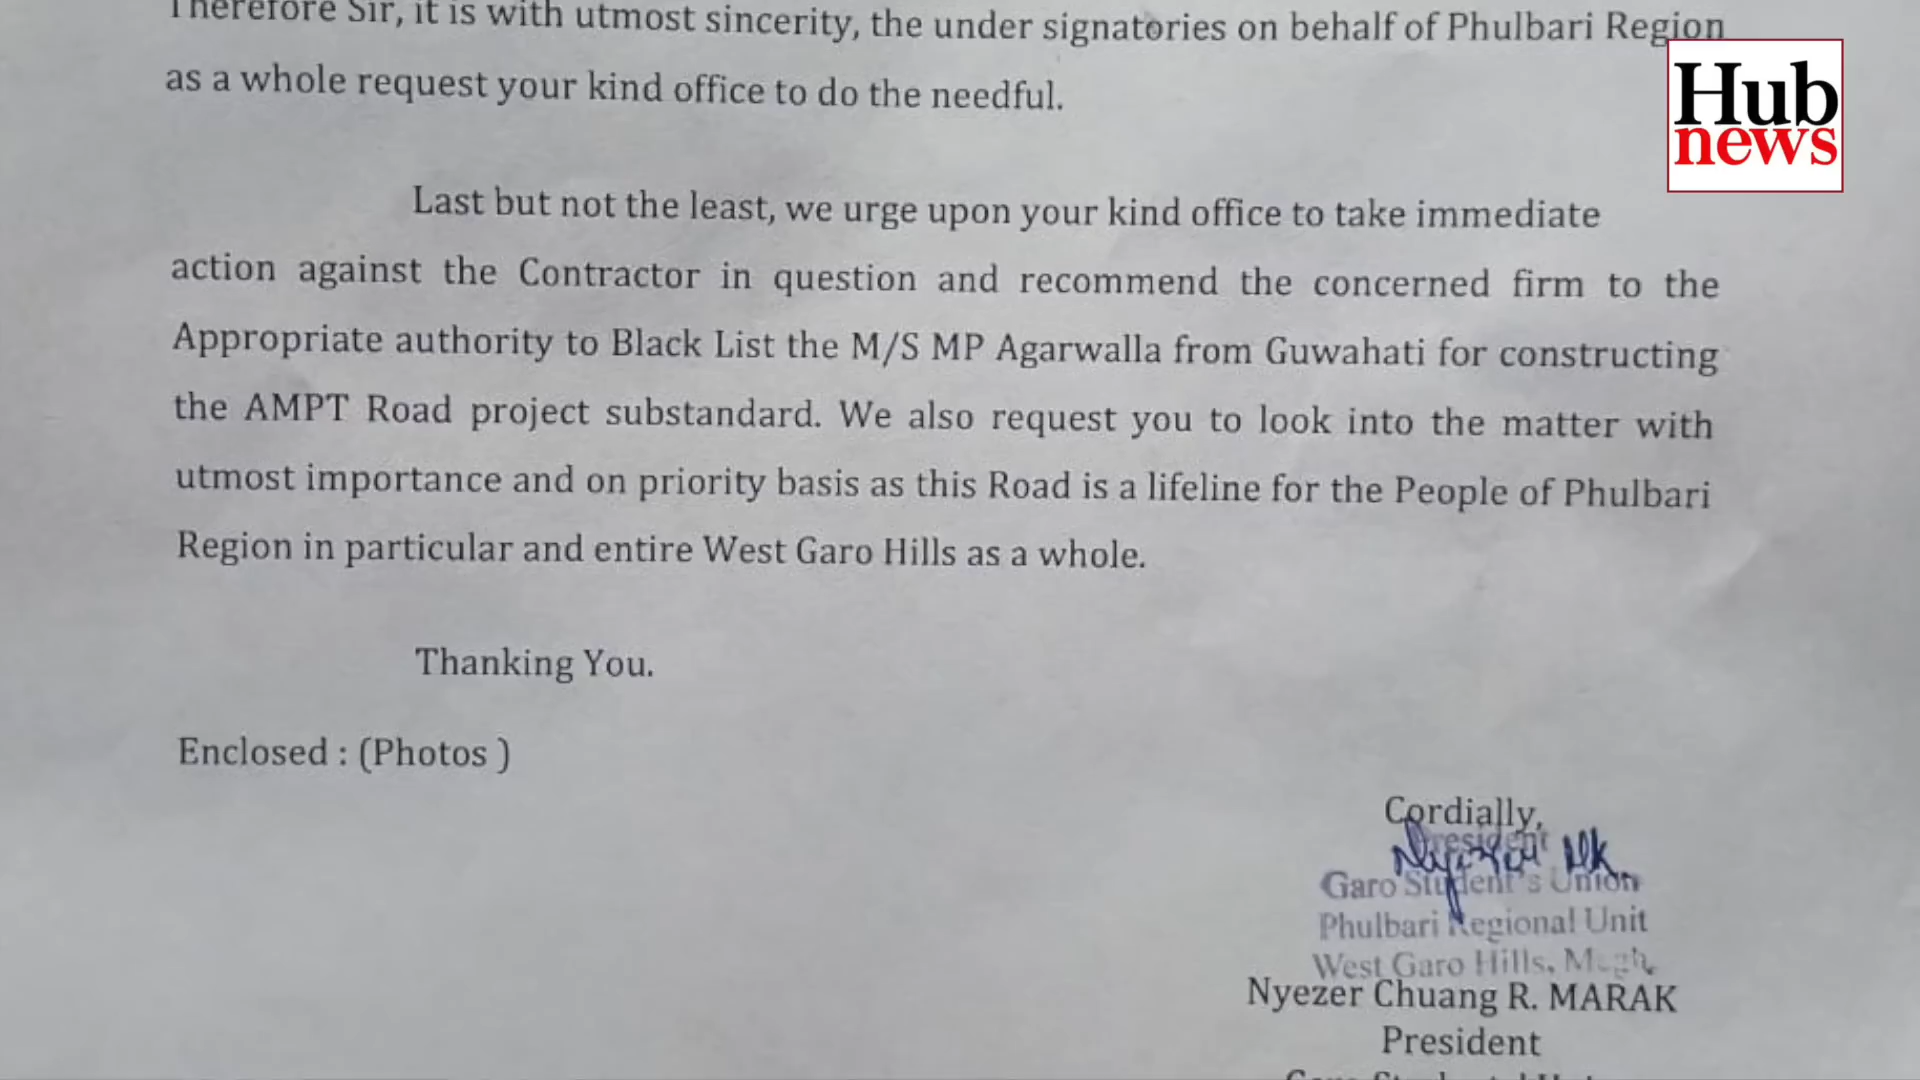 Therefore Sir, it is with utmost sincerity, the under signatories on behalf of Phulbari Region
as a whole request your kind office to do the needful.
Hub
news
Last but not the least, we urge upon your kind office to take immediate
action against the Contractor in question and recommend the concerned firm to the
Appropriate authority to Black List the M/S MP Agarwalla from Guwahati for constructing
the AMPT Road project substandard. We also request you to look into the matter with
utmost importance and on priority basis as this Road is a lifeline for the People of Phulbari
Region in particular and entire West Garo Hills as a whole.
Thanking You.
Enclosed : (Photos )
Cordially,
President
Garo Student's Union
Phulbari Regional Unit
West Garo Hills,
Nyezer Chuang R. MARAK
President